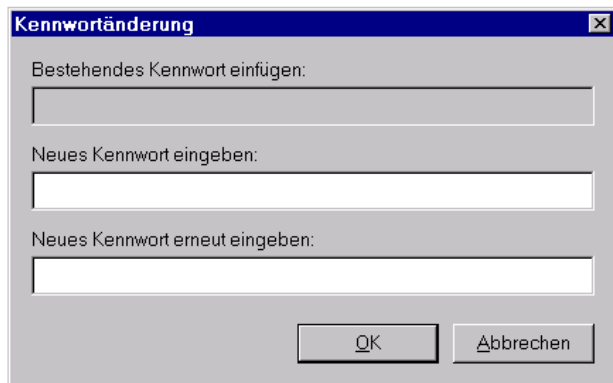 Kennwortänderung
Bestehendes Kennwort einfügen:
Neues Kennwort eingeben:
Neues Kennwort erneut eingeben:
OK Abbrechen